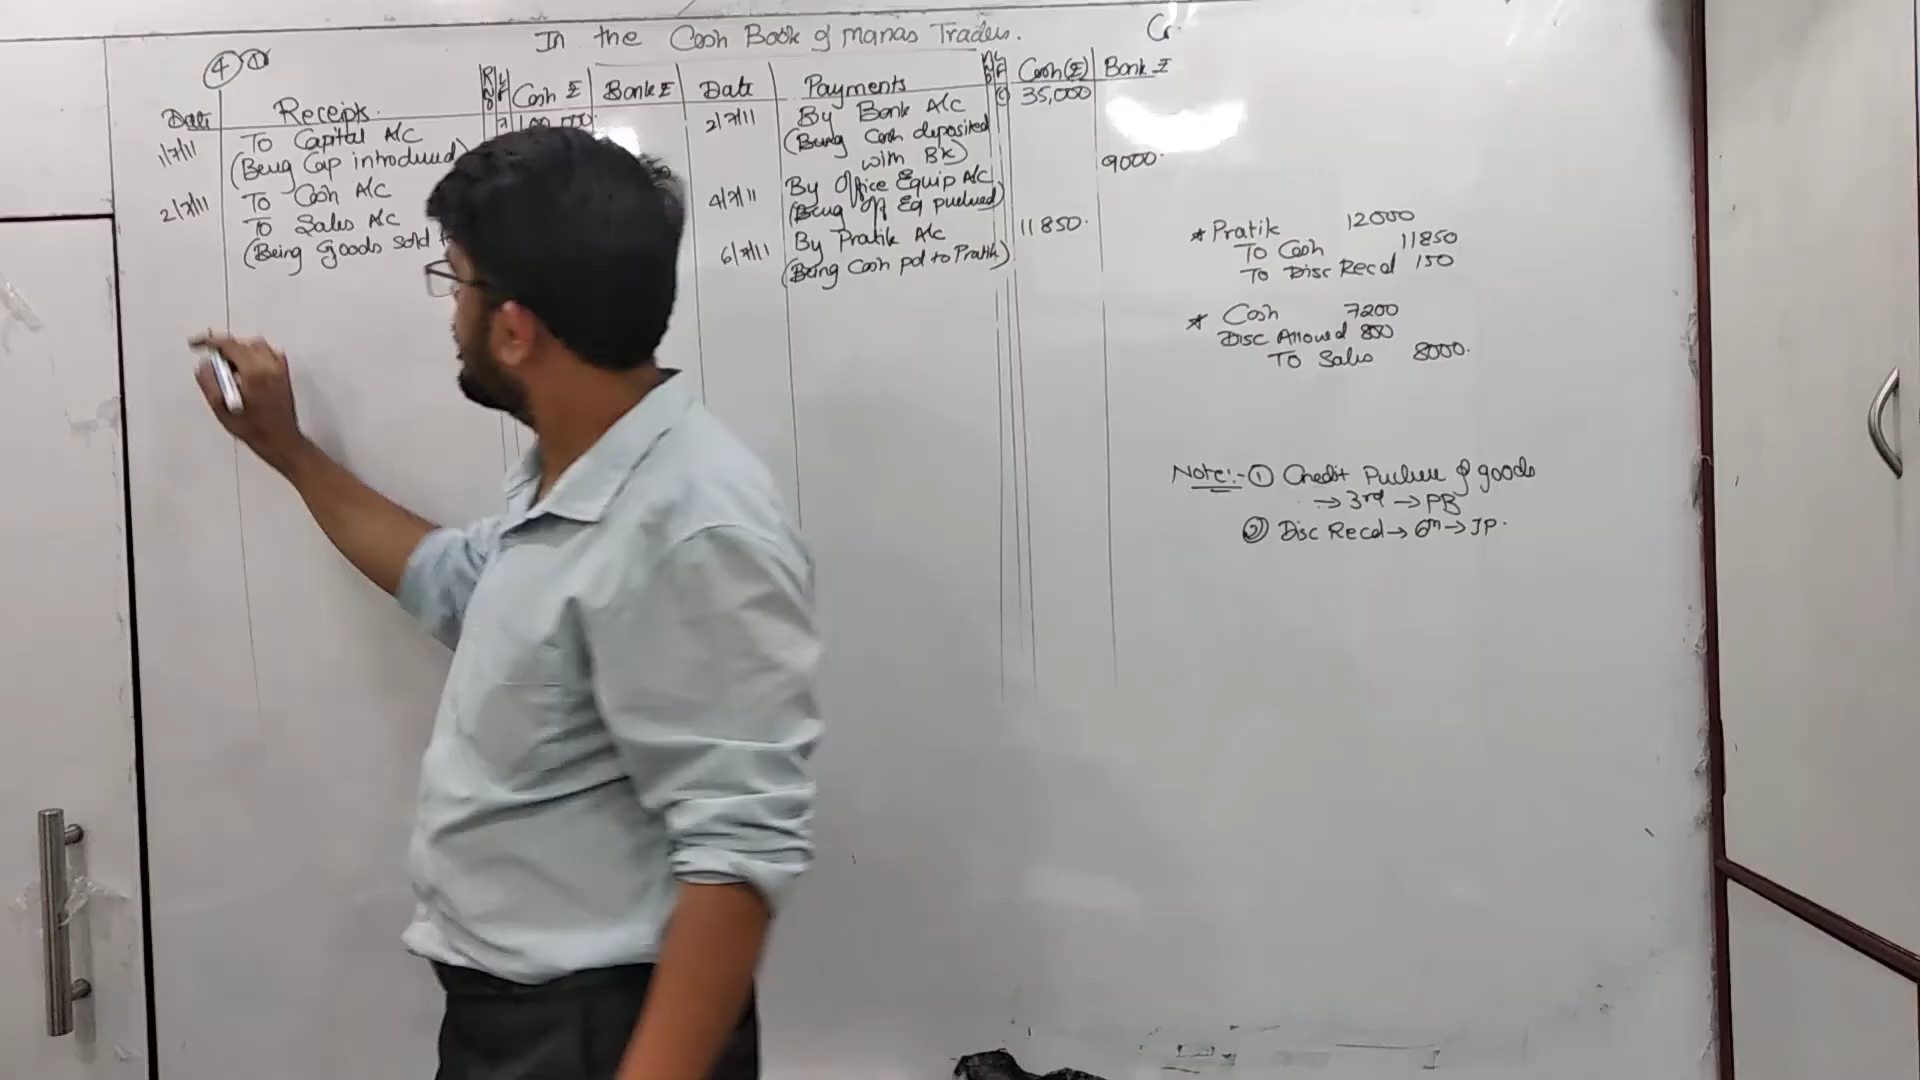 In the Cash Book of Manas Traders.
Cr.
4
Date Receipts. Cash ₹ Bank ₹ Date Payments Cash (₹) Bank ₹
1/7/11 To Capital A/c
(Being Cap introduced)
2/7/11 To Cash A/c
To Sales A/c
(Being Goods sold
2/7/11 By Bank A/c C 35,000
(Being Cash deposited
with BK)
4/7/11 By Office Equip A/c 9000.
(Being Off Eq
6/7/11 By Pratik A/c 11850.
(Being Cash pd to Pratik)
* Pratik 12000
To Cash 11850
To Disc Recd 150
* Cash 7200
Disc Allowed 800
To Sales 8000.
Note:- ① Credit of goods
→ 3rd → PB
② Disc Recd → 6th → JP.